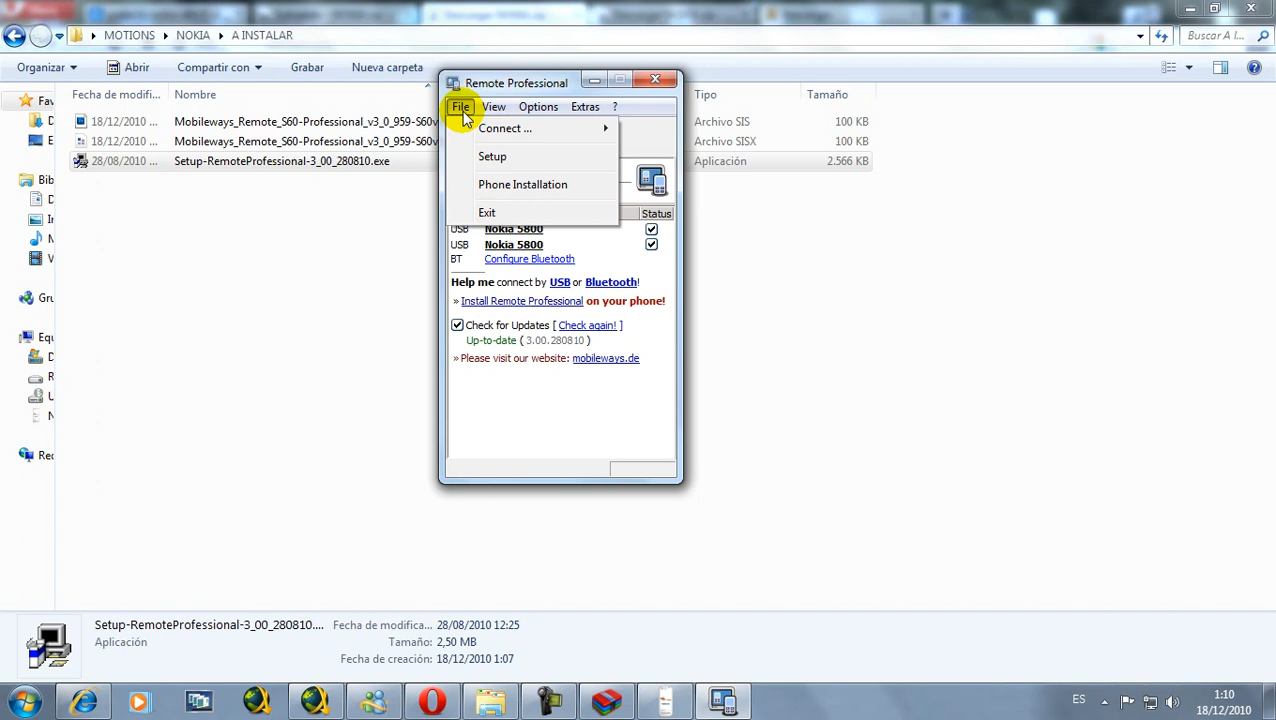 MOTIONS NOKIA A INSTALAR Buscar A I...
Organizar Abrir Compartir con Grabar Nueva carpeta
Fav
D
E
Bib
D
M
V
Gru
Equ
D
R
U
N
Red
Fecha de modifi... Nombre Tipo Tamaño
18/12/2010 ... Mobileways_Remote_S60-Professional_v3_0_959-S60v Archivo SIS 100 KB
18/12/2010 ... Mobileways_Remote_S60-Professional_v3_0_959-S60v Archivo SISX 100 KB
28/08/2010 ... Setup-RemoteProfessional-3_00_280810.exe Aplicación 2.566 KB
Remote Professional
File View Options Extras ?
Connect ...
Setup
Phone Installation
Exit
Status
USB Nokia 5800
USB Nokia 5800
BT Configure Bluetooth
Help me connect by USB or Bluetooth!
» Install Remote Professional on your phone!
Check for Updates [ Check again! ]
Up-to-date ( 3.00.280810 )
» Please visit our website: mobileways.de
Setup-RemoteProfessional-3_00_280810.... Fecha de modifica... 28/08/2010 12:25
Aplicación Tamaño: 2,50 MB
Fecha de creación: 18/12/2010 1:07
ES
1:10
18/12/2010